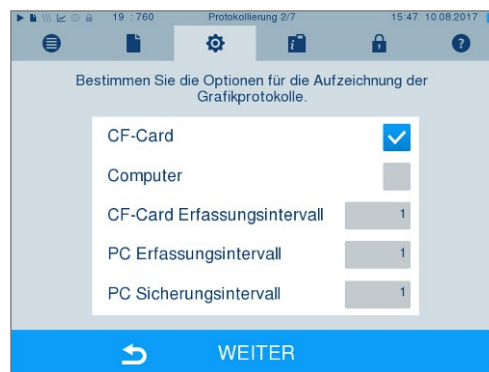 19 : 760 Protokollierung 2/7 15:47 10.08.2017
Bestimmen Sie die Optionen für die Aufzeichnung der
Grafikprotokolle.
CF-Card
Computer
CF-Card Erfassungsintervall 1
PC Erfassungsintervall 1
PC Sicherungsintervall 1
WEITER